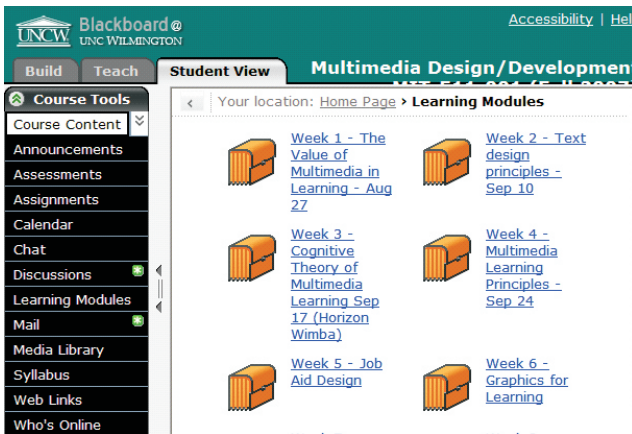 Blackboard @
UNCW UNC WILMINGTON
Accessibility |
Build Teach Student View
Multimedia Design/Development
Course Tools
Your location: Home Page › Learning Modules
Course Content
Announcements
Assessments
Assignments
Calendar
Chat
Discussions
Learning Modules
Mail
Media Library
Syllabus
Web Links
Who's Online
Week 1 - The
Value of
Multimedia in
Learning - Aug
27
Week 2 - Text
design
principles -
Sep 10
Week 3 -
Cognitive
Theory of
Multimedia
Learning Sep
17 (Horizon
Wimba)
Week 4 -
Multimedia
Learning
Principles -
Sep 24
Week 5 - Job
Aid Design
Week 6 -
Graphics for
Learning